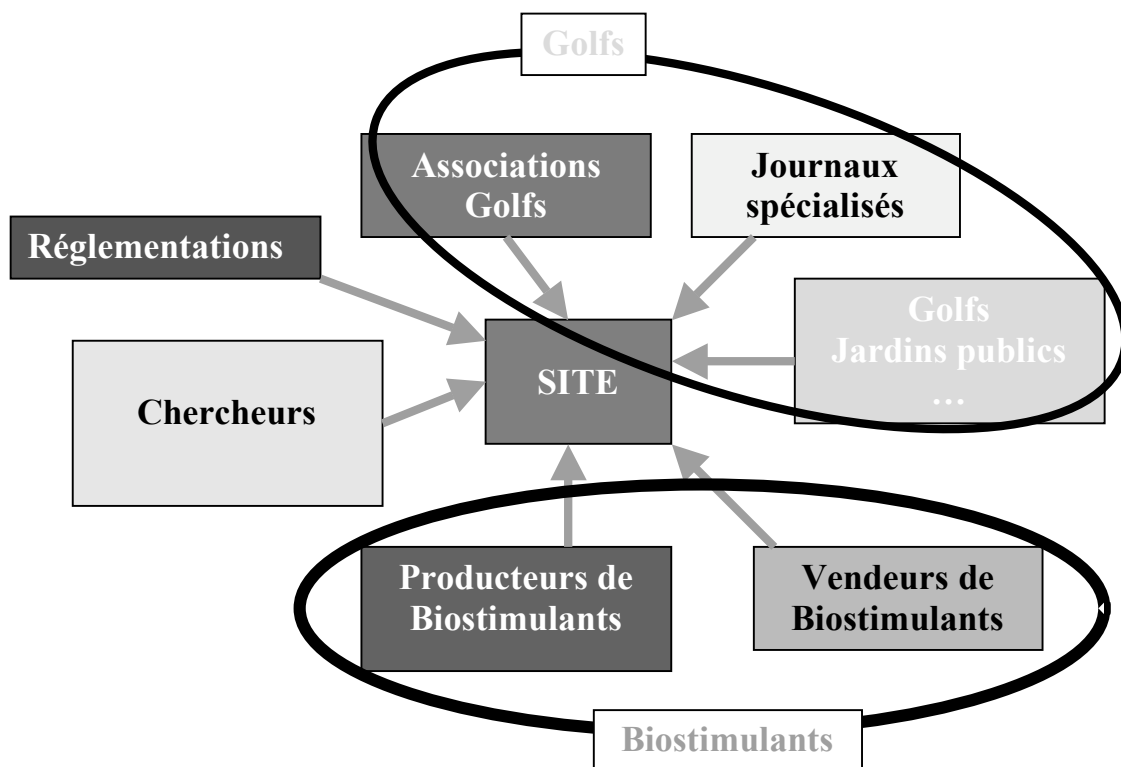 Golfs
Associations
Golfs
Journaux
spécialisés
Réglementations
Golfs
Jardins publics
…
SITE
Chercheurs
Producteurs de
Biostimulants
Vendeurs de
Biostimulants
Biostimulants